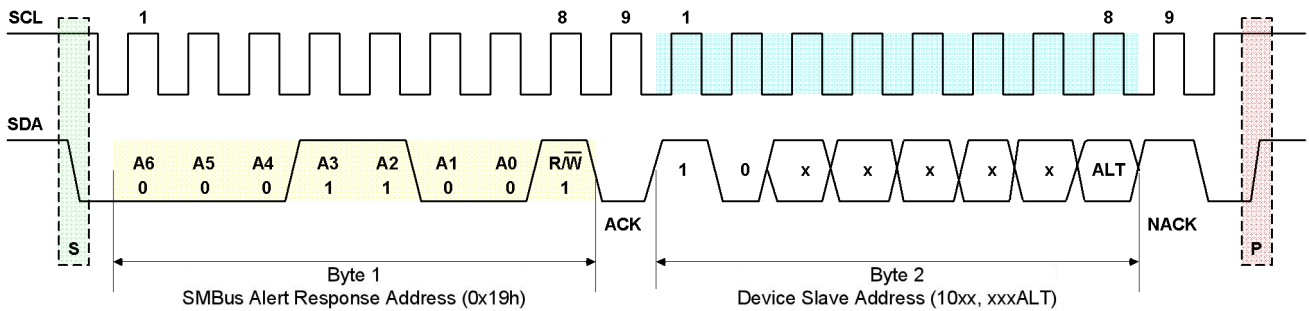 SCL 1 8 9 1 8 9
SDA
A6 A5 A4 A3 A2 A1 A0 R/W
1 0 x x x x x ALT
0 0 0 1 1 0 0 1
ACK NACK
S P
Byte 1 Byte 2
SMBus Alert Response Address (0x19h) Device Slave Address (10xx, xxxALT)